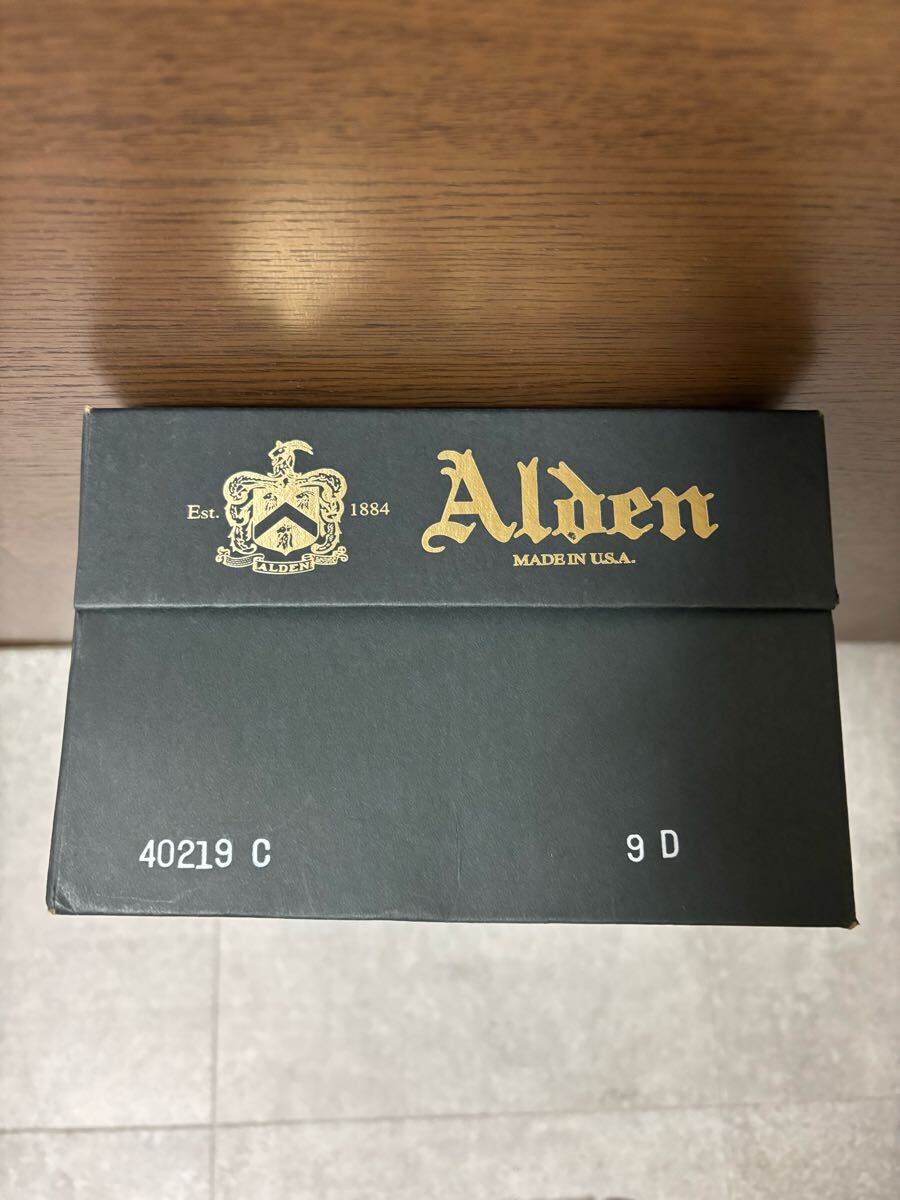 Est. 1884
ALDEN
Alden
MADE IN U.S.A.
40219 C
9 D